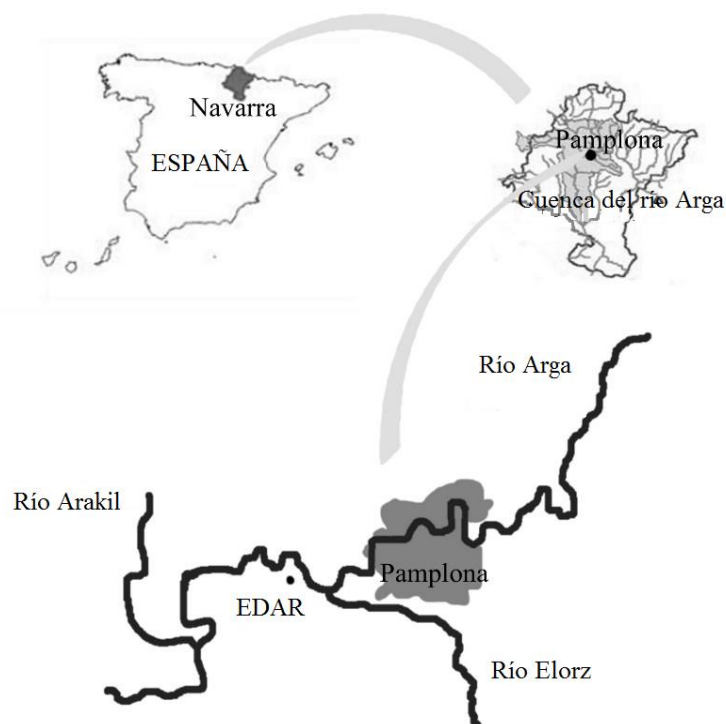 Navarra
ESPAÑA
Pamplona
Cuenca del río Arga
Río Arga
Río Arakil
Pamplona
EDAR
Río Elorz